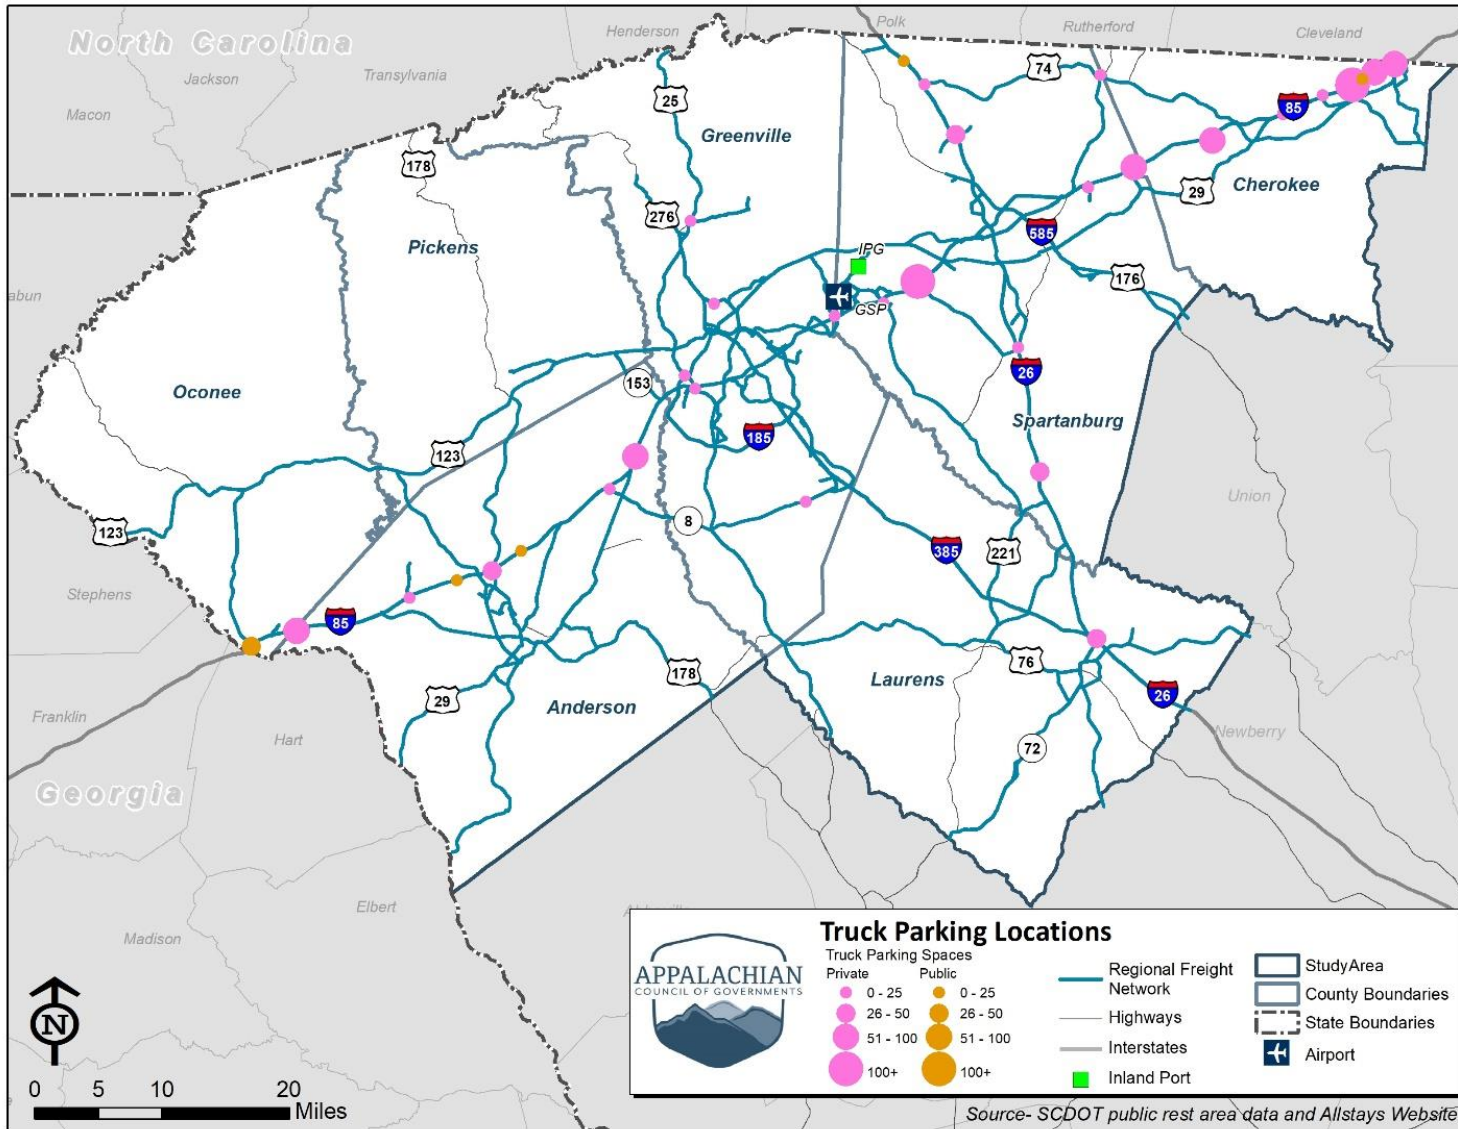 North Carolina
Henderson
Polk
Rutherford
Cleveland
Jackson
Transylvania
Macon
74
25
85
Greenville
178
Cherokee
29
276
585
Pickens
IPG
176
abun
GSP
26
153
Oconee
Spartanburg
185
123
Union
8
123
385
221
Stephens
85
76
178
Laurens
26
29
Anderson
Franklin
Newberry
Hart
72
Georgia
Elbert
Madison
N
0 5 10 20
Miles
APPALACHIAN
COUNCIL OF GOVERNMENTS
Truck Parking Locations
Truck Parking Spaces
Private Public
0 - 25 0 - 25
26 - 50 26 - 50
51 - 100 51 - 100
100+ 100+
Regional Freight
Network
Highways
Interstates
Inland Port
StudyArea
County Boundaries
State Boundaries
Airport
Source- SCDOT public rest area data and Allstays Website